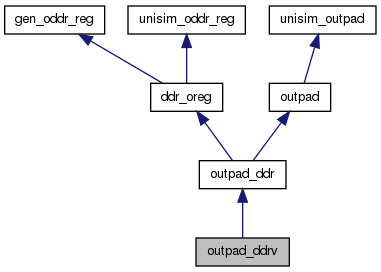 gen_oddr_reg
unisim_oddr_reg
unisim_outpad
ddr_oreg
outpad
outpad_ddr
outpad_ddrv